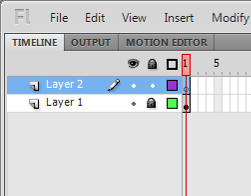 Fl File Edit View Insert Modify
TIMELINE OUTPUT MOTION EDITOR
1 5
Layer 2
Layer 1